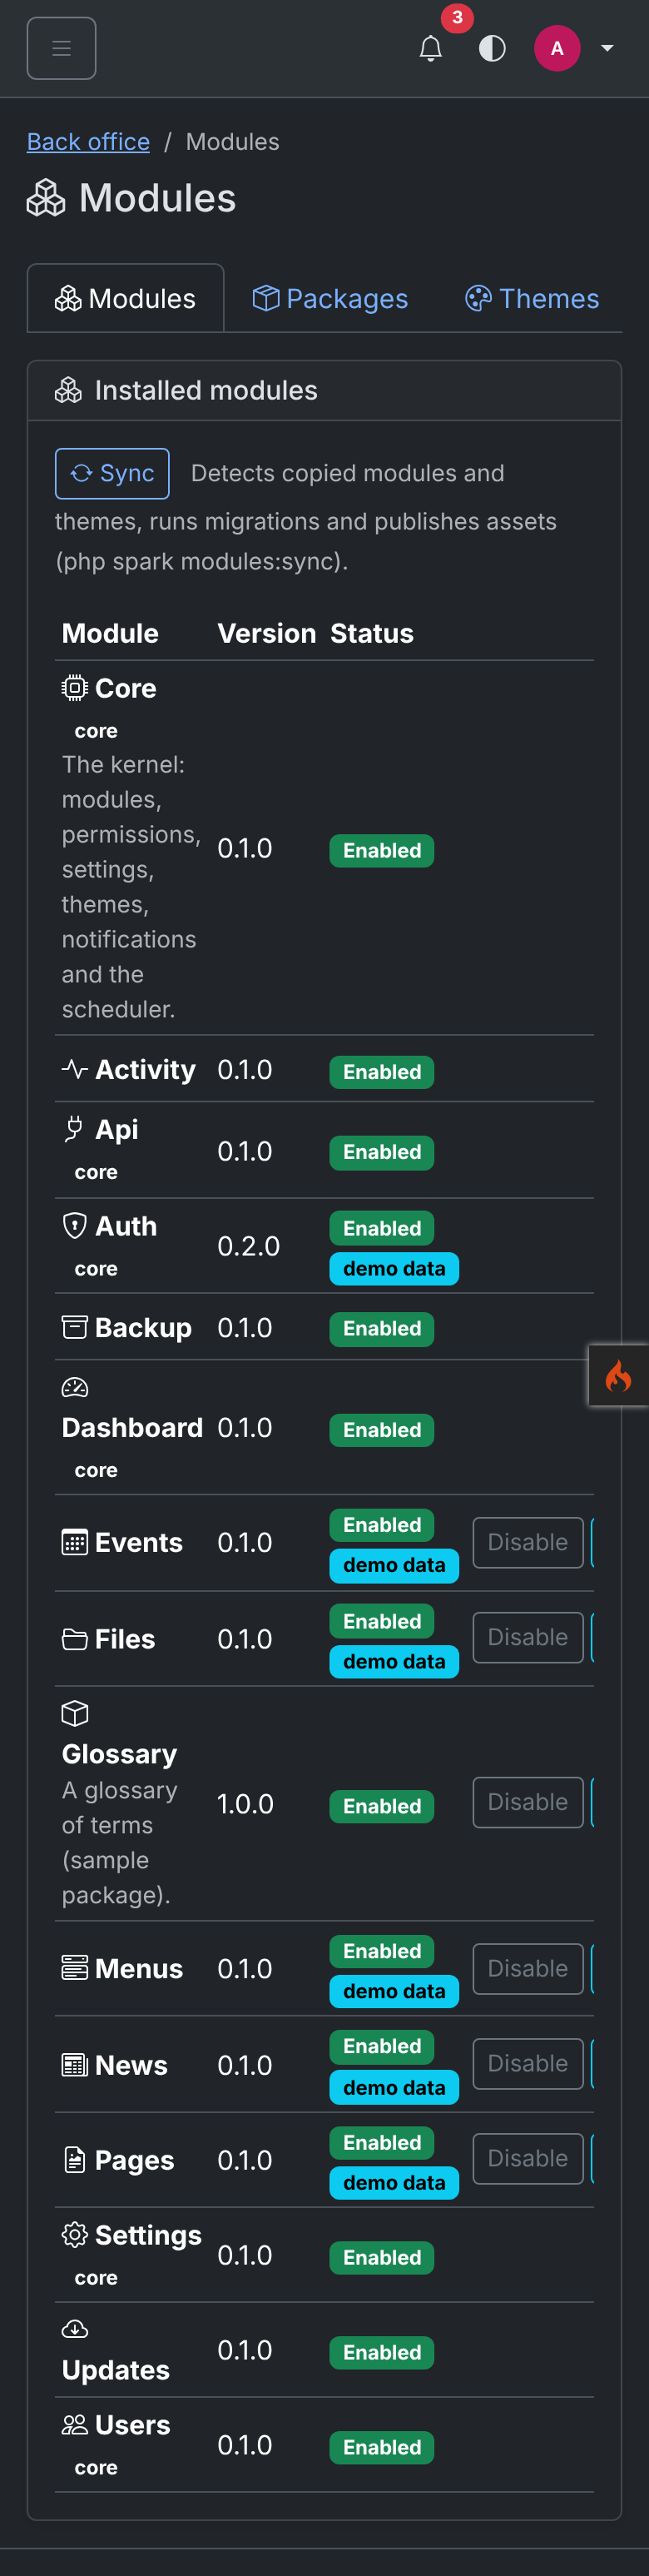 3
A
Back office / Modules
Modules
Modules Packages Themes
Installed modules
Sync Detects copied modules and
themes, runs migrations and publishes assets
(php spark modules:sync).
Module Version Status
Core
core
The kernel:
modules,
permissions,
settings,
themes,
notifications
and the
scheduler.
0.1.0 Enabled
Activity 0.1.0 Enabled
Api
core
0.1.0 Enabled
Auth
core
0.2.0 Enabled
demo data
Backup 0.1.0 Enabled
Dashboard
core
0.1.0 Enabled
Events 0.1.0 Enabled
demo data
Disable
Files 0.1.0 Enabled
demo data
Disable
Glossary
A glossary
of terms
(sample
package).
1.0.0 Enabled Disable
Menus 0.1.0 Enabled
demo data
Disable
News 0.1.0 Enabled
demo data
Disable
Pages 0.1.0 Enabled
demo data
Disable
Settings
core
0.1.0 Enabled
Updates
0.1.0 Enabled
Users
core
0.1.0 Enabled